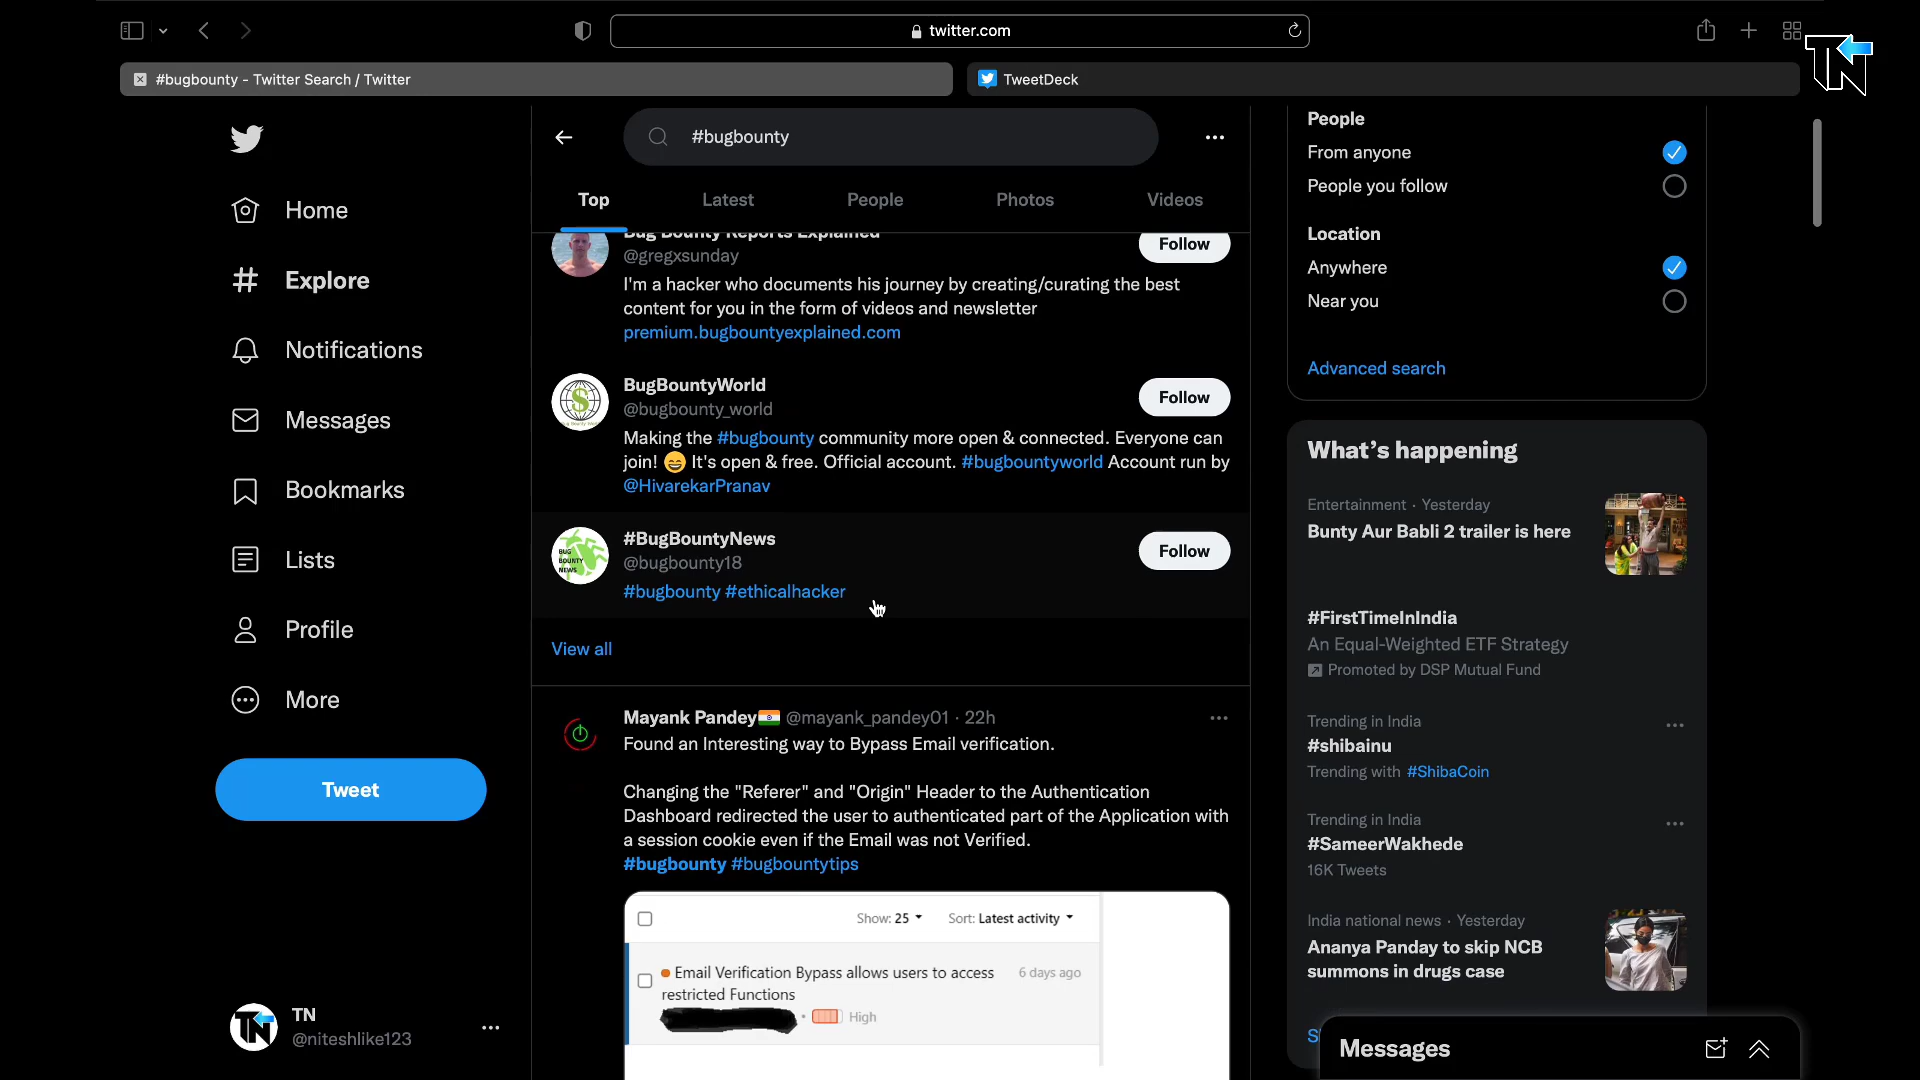 twitter.com
#bugbounty - Twitter Search / Twitter
TweetDeck
TN
#bugbounty
Top
Latest
People
Photos
Videos
Home
Explore
Notifications
Messages
Bookmarks
Lists
Profile
More
Tweet
TN
@niteshlike123
Bug Bounty Reports Explained
@gregxsunday
Follow
I'm a hacker who documents his journey by creating/curating the best
content for you in the form of videos and newsletter
premium.bugbountyexplained.com
BugBountyWorld
@bugbounty_world
Follow
Making the #bugbounty community more open & connected. Everyone can
join! 😄 It's open & free. Official account. #bugbountyworld Account run by
@HivarekarPranav
BUG
BOUNTY
NEWS
#BugBountyNews
@bugbounty18
Follow
#bugbounty #ethicalhacker
View all
Mayank Pandey🇮🇳 @mayank_pandey01 · 22h
Found an Interesting way to Bypass Email verification.
Changing the "Referer" and "Origin" Header to the Authentication
Dashboard redirected the user to authenticated part of the Application with
a session cookie even if the Email was not Verified.
#bugbounty #bugbountytips
Show: 25
Sort: Latest activity
Email Verification Bypass allows users to access
restricted Functions
6 days ago
High
People
From anyone
People you follow
Location
Anywhere
Near you
Advanced search
What's happening
Entertainment · Yesterday
Bunty Aur Babli 2 trailer is here
#FirstTimeInIndia
An Equal-Weighted ETF Strategy
Promoted by DSP Mutual Fund
Trending in India
#shibainu
Trending with #ShibaCoin
Trending in India
#SameerWakhede
16K Tweets
India national news · Yesterday
Ananya Panday to skip NCB
summons in drugs case
Messages